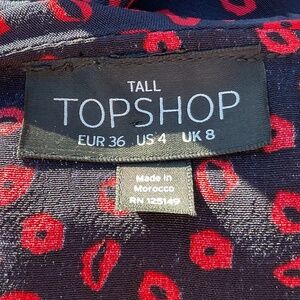 TALL
TOPSHOP
EUR 36 US 4 UK 8
Made in
Morocco
RN 125149